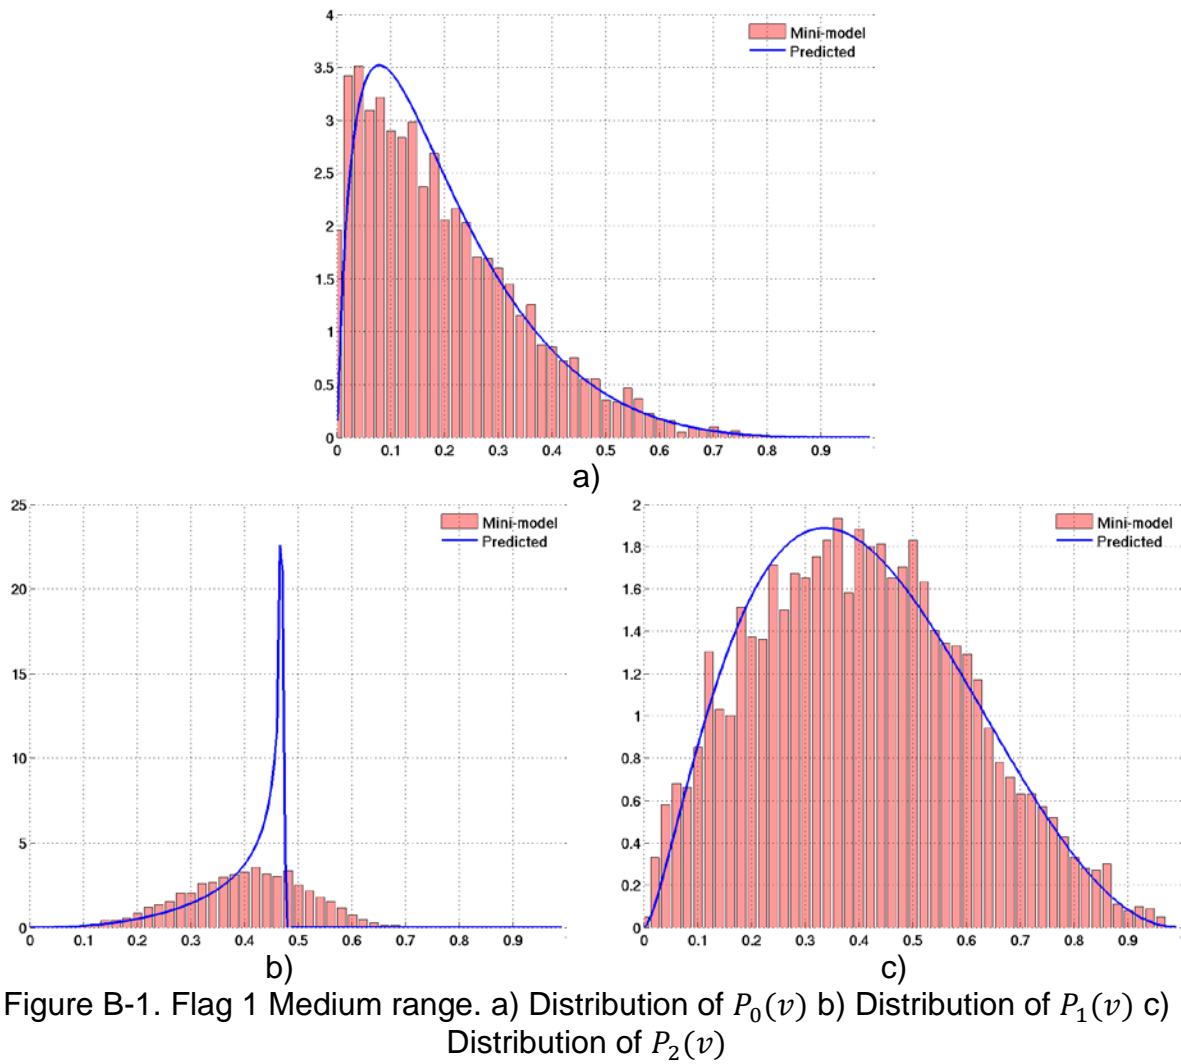 4
3.5
3
2.5
2
1.5
1
0.5
0
0 0.1 0.2 0.3 0.4 0.5 0.6 0.7 0.8 0.9
Mini-model
Predicted
a)
25
20
15
10
5
0
0 0.1 0.2 0.3 0.4 0.5 0.6 0.7 0.8 0.9
Mini-model
Predicted
b)
2
1.8
1.6
1.4
1.2
1
0.8
0.6
0.4
0.2
0
0 0.1 0.2 0.3 0.4 0.5 0.6 0.7 0.8 0.9
Mini-model
Predicted
c)
Figure B-1. Flag 1 Medium range. a) Distribution of P₀(v) b) Distribution of P₁(v) c)
Distribution of P₂(v)